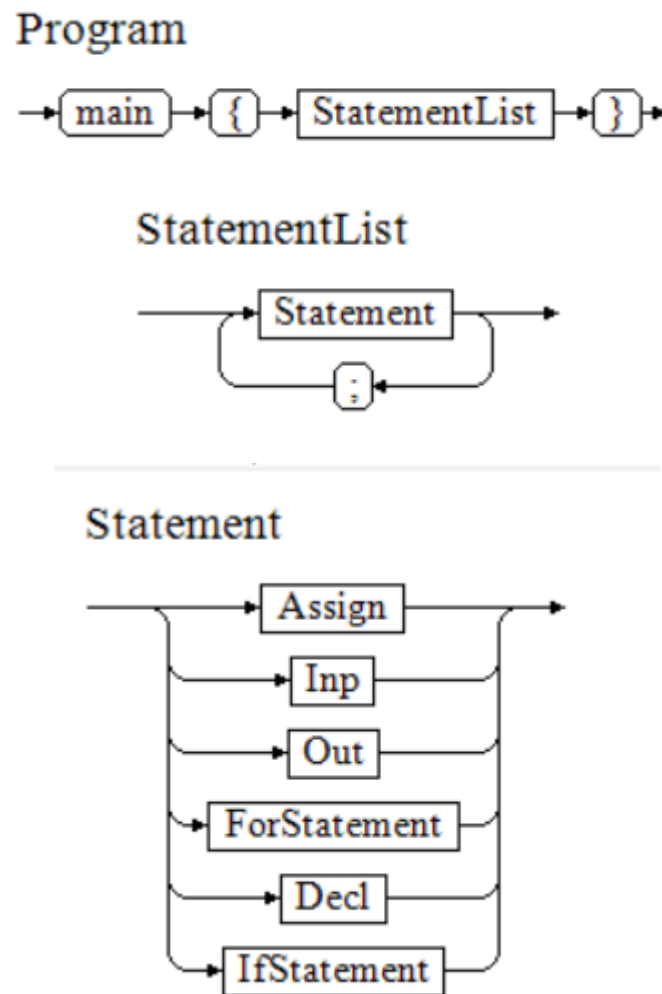 Program
main { StatementList }
StatementList
Statement
;
Statement
Assign
Inp
Out
ForStatement
Decl
IfStatement